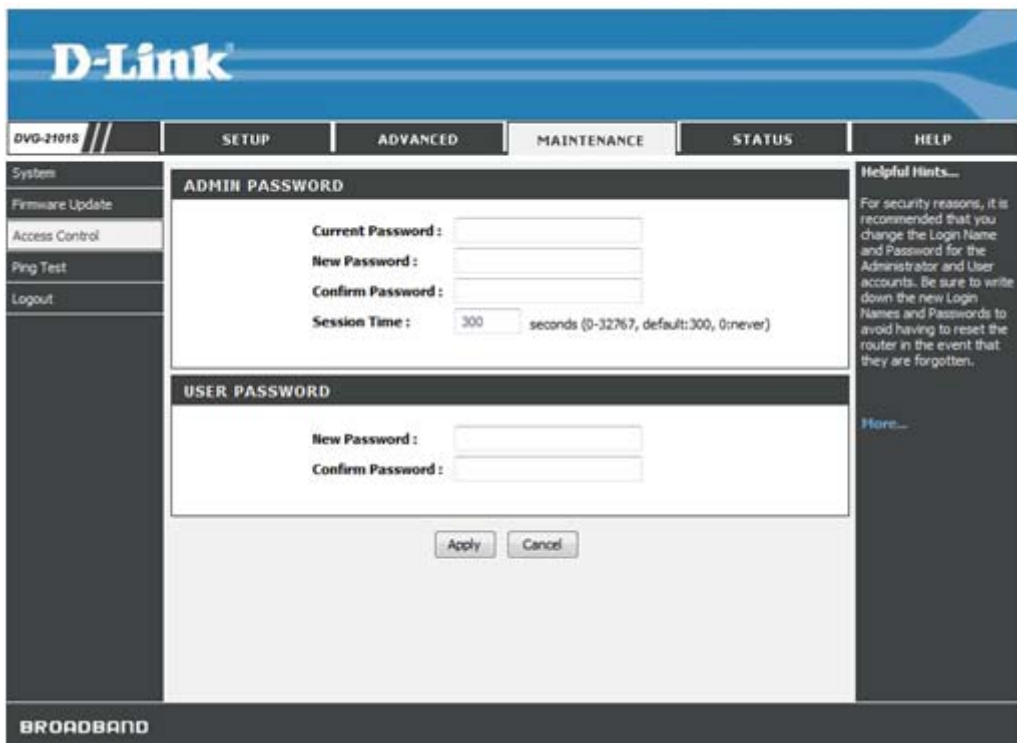 D-Link
DVG-2101S
SETUP
ADVANCED
MAINTENANCE
STATUS
HELP
System
Firmware Update
Access Control
Ping Test
Logout
ADMIN PASSWORD
Current Password :
New Password :
Confirm Password :
Session Time : 300 seconds (0-32767, default:300, 0:never)
USER PASSWORD
New Password :
Confirm Password :
Apply Cancel
Helpful Hints...
For security reasons, it is
recommended that you
change the Login Name
and Password for the
Administrator and User
accounts. Be sure to write
down the new Login
Names and Passwords to
avoid having to reset the
router in the event that
they are forgotten.
More...
BROADBAND